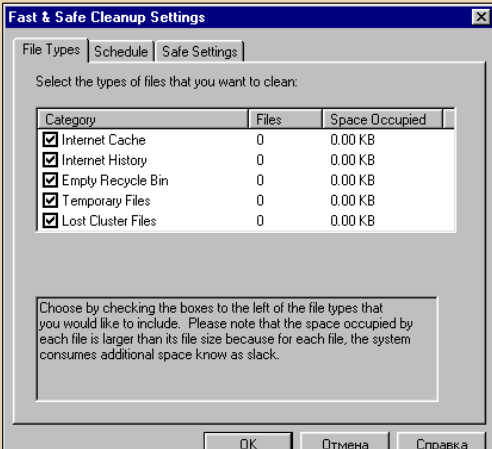 Fast & Safe Cleanup Settings
File Types Schedule Safe Settings
Select the types of files that you want to clean:
Category Files Space Occupied
Internet Cache 0 0.00 KB
Internet History 0 0.00 KB
Empty Recycle Bin 0 0.00 KB
Temporary Files 0 0.00 KB
Lost Cluster Files 0 0.00 KB
Choose by checking the boxes to the left of the file types that
you would like to include. Please note that the space occupied by
each file is larger than its file size because for each file, the system
consumes additional space know as slack.
OK Отмена Справка